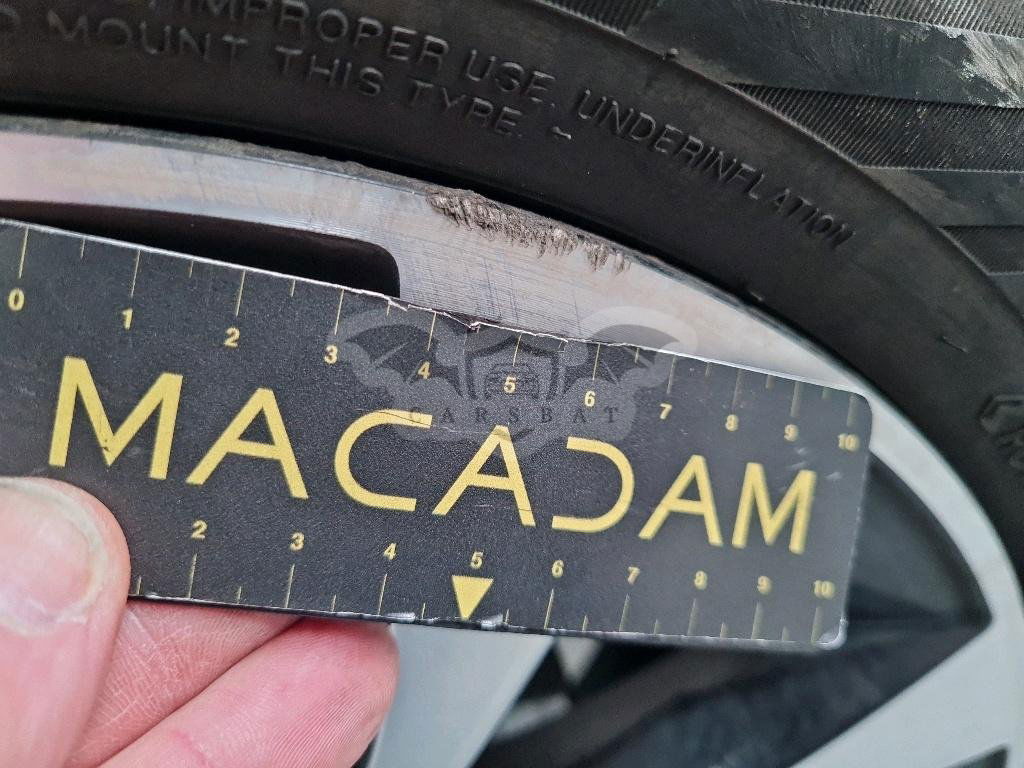 IMPROPER USE, UNDERINFLATION
MOUNT THIS TYPE.
0 1 2 3 4 5 6 7 8 9 10
CARSBAT
MACADAM
2 3 4 5 6 7 8 9 10